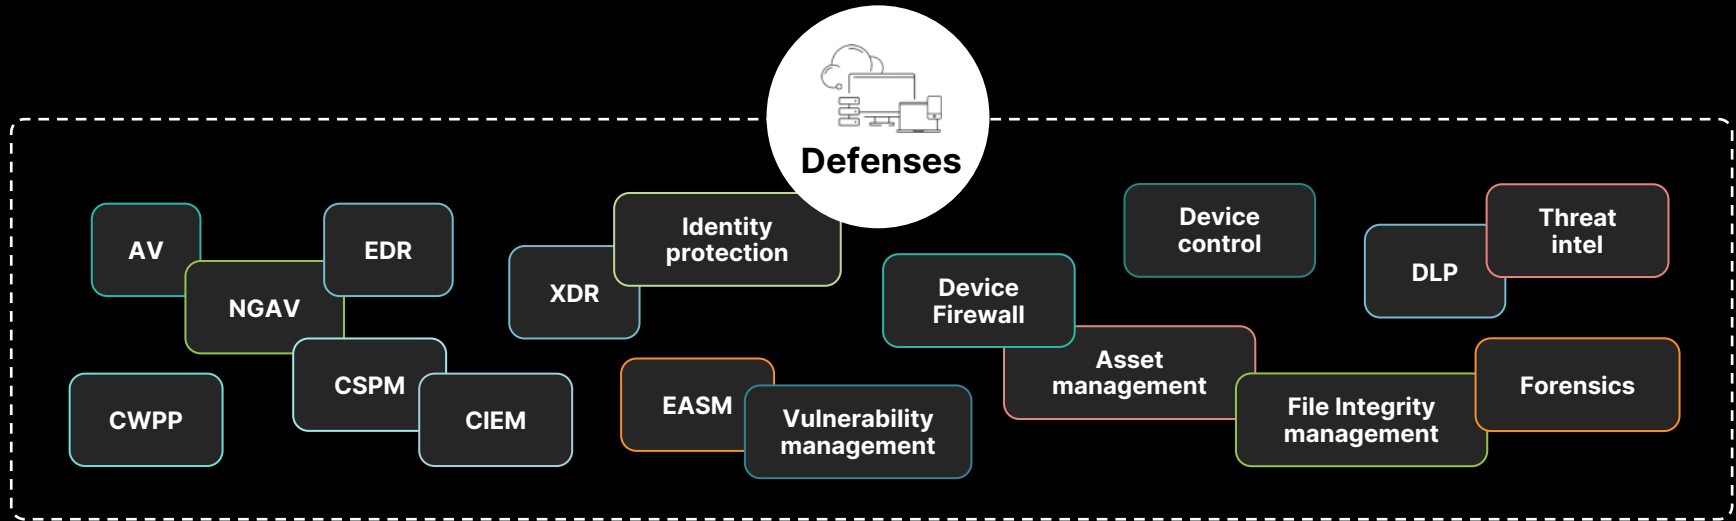 Defenses
AV
NGAV
EDR
CWPP
CSPM
CIEM
XDR
Identity
protection
EASM
Vulnerability
management
Device
Firewall
Device
control
Asset
management
File Integrity
management
DLP
Threat
intel
Forensics